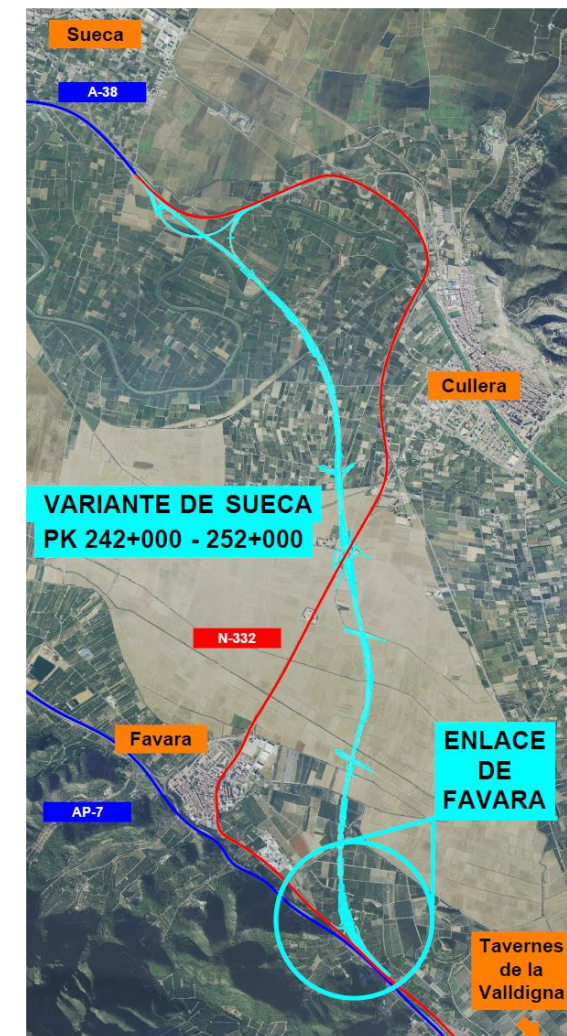 Sueca
A-38
Cullera
VARIANTE DE SUECA
PK 242+000 - 252+000
N-332
Favara
ENLACE
DE
FAVARA
AP-7
Tavernes
de la
Valldigna